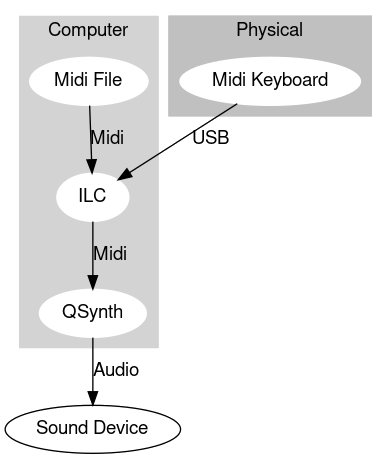 Computer
Physical
Midi File
Midi Keyboard
Midi
USB
ILC
Midi
QSynth
Audio
Sound Device